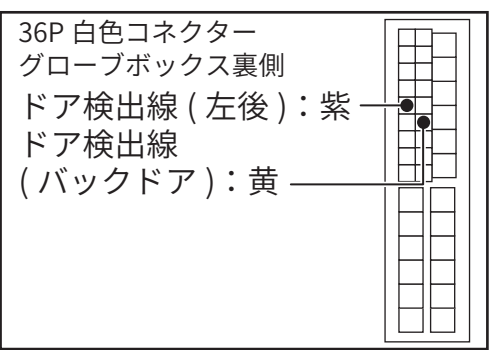 36P 白色コネクター
グローブボックス裏側
ドア検出線 ( 左後 )：紫
ドア検出線
( バックドア )：黄